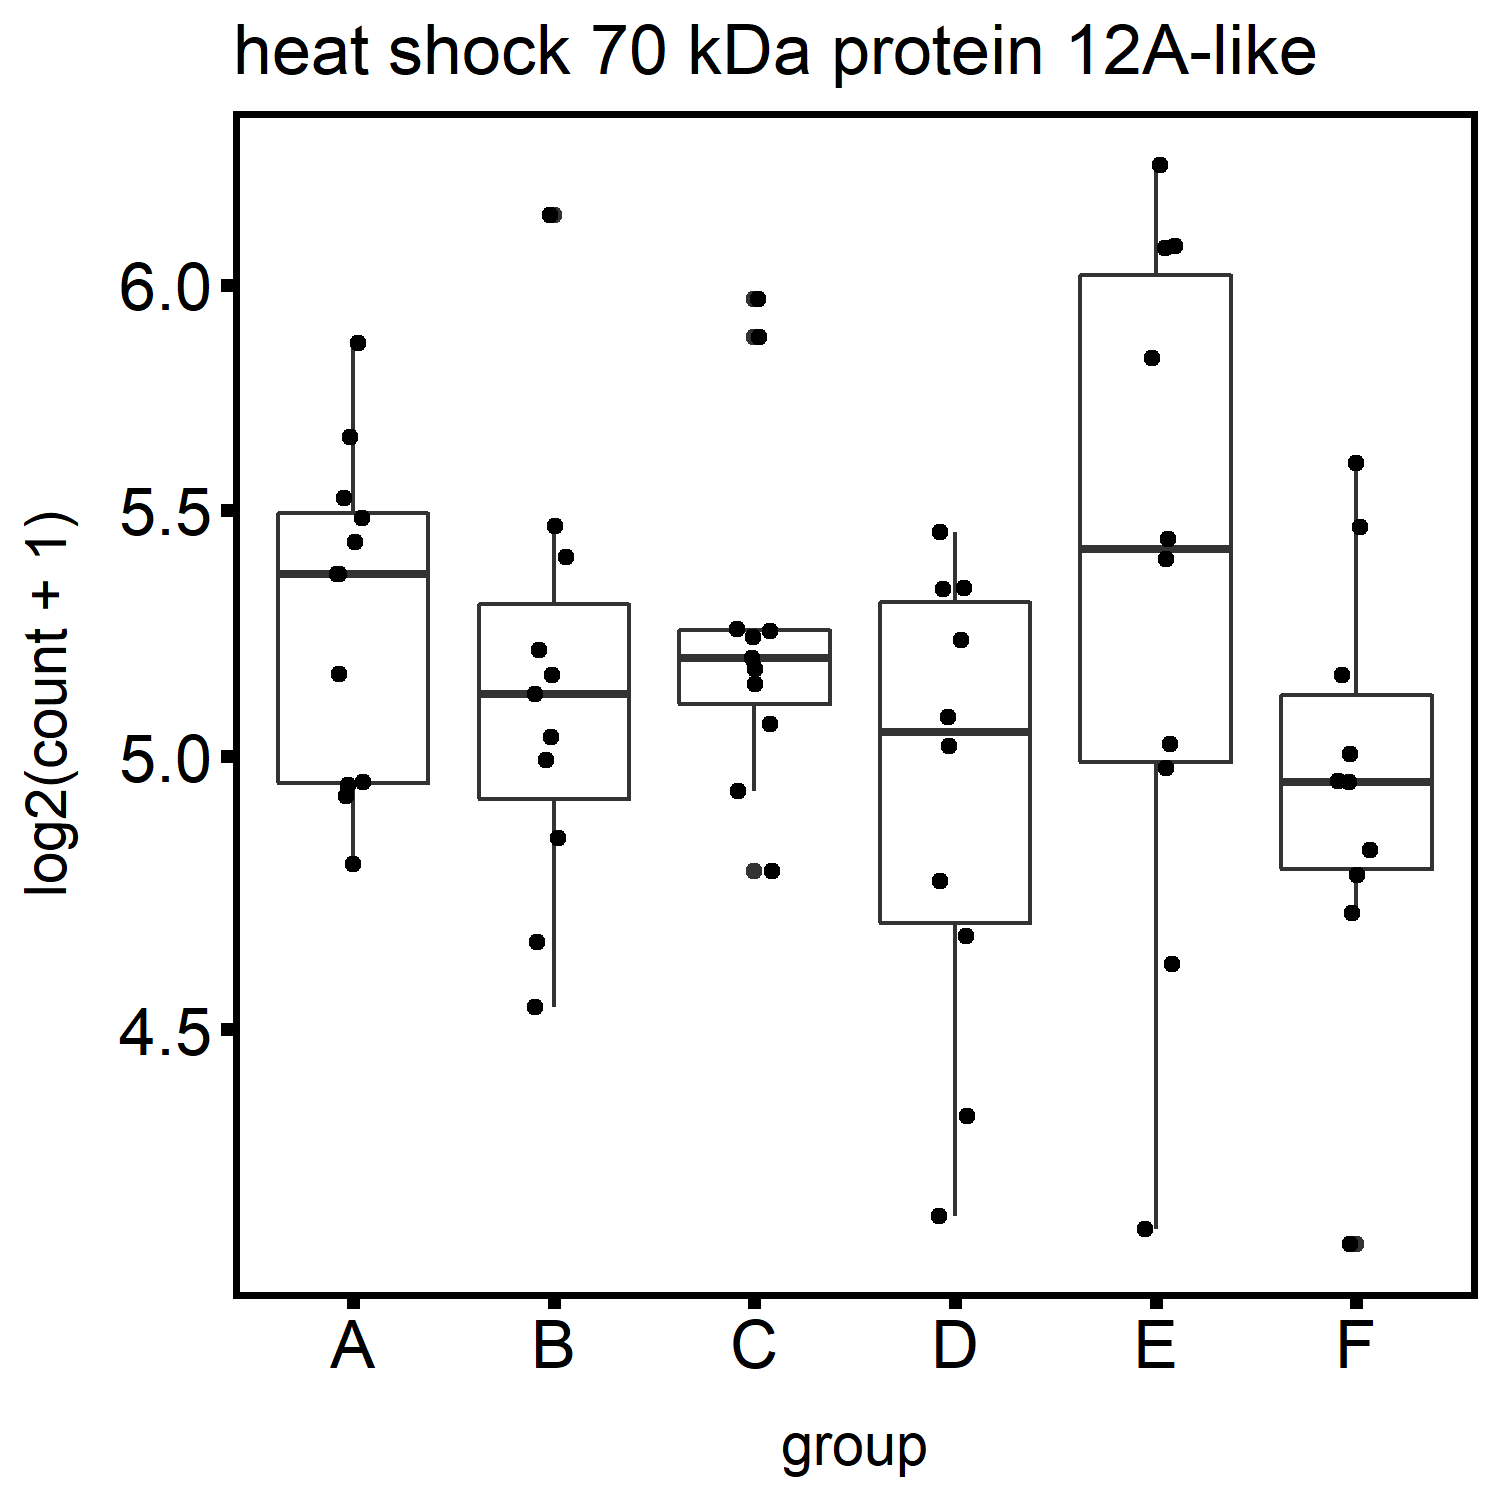 heat shock 70 kDa protein 12A-like
log2(count + 1)
6.0
5.5
5.0
4.5
A B C D E F
group